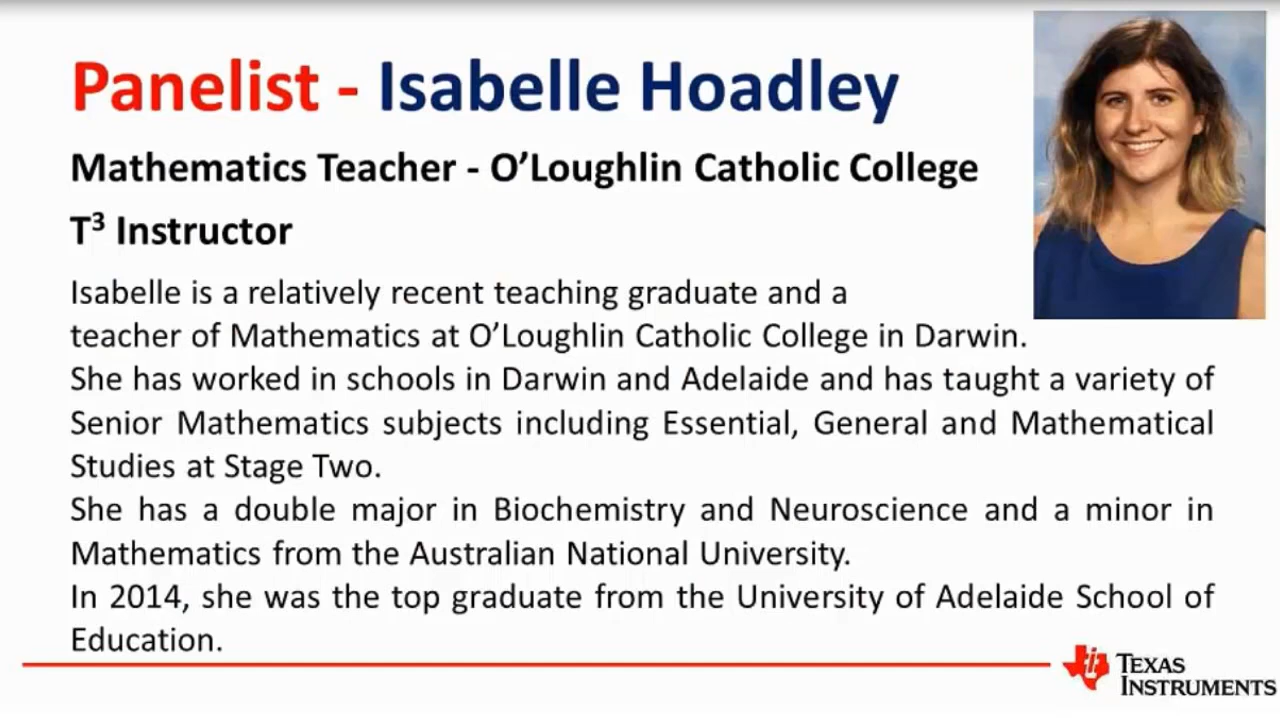 Panelist - Isabelle Hoadley
Mathematics Teacher - O’Loughlin Catholic College
T³ Instructor
Isabelle is a relatively recent teaching graduate and a
teacher of Mathematics at O’Loughlin Catholic College in Darwin.
She has worked in schools in Darwin and Adelaide and has taught a variety of
Senior Mathematics subjects including Essential, General and Mathematical
Studies at Stage Two.
She has a double major in Biochemistry and Neuroscience and a minor in
Mathematics from the Australian National University.
In 2014, she was the top graduate from the University of Adelaide School of
Education.
TEXAS
INSTRUMENTS